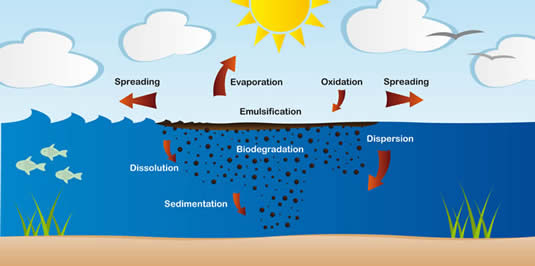 Spreading
Evaporation
Oxidation
Spreading
Emulsification
Dispersion
Biodegradation
Dissolution
Sedimentation